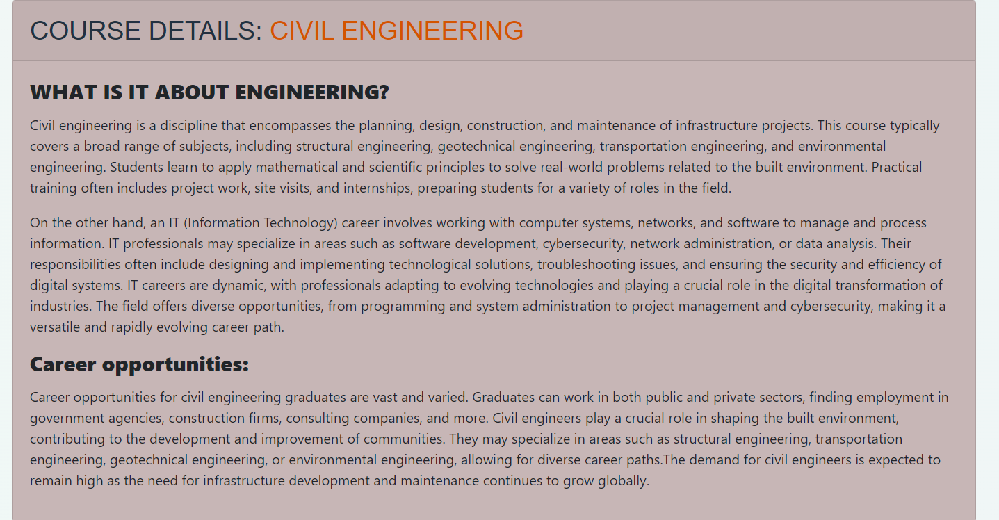 COURSE DETAILS: CIVIL ENGINEERING
WHAT IS IT ABOUT ENGINEERING?
Civil engineering is a discipline that encompasses the planning, design, construction, and maintenance of infrastructure projects. This course typically
covers a broad range of subjects, including structural engineering, geotechnical engineering, transportation engineering, and environmental
engineering. Students learn to apply mathematical and scientific principles to solve real-world problems related to the built environment. Practical
training often includes project work, site visits, and internships, preparing students for a variety of roles in the field.
On the other hand, an IT (Information Technology) career involves working with computer systems, networks, and software to manage and process
information. IT professionals may specialize in areas such as software development, cybersecurity, network administration, or data analysis. Their
responsibilities often include designing and implementing technological solutions, troubleshooting issues, and ensuring the security and efficiency of
digital systems. IT careers are dynamic, with professionals adapting to evolving technologies and playing a crucial role in the digital transformation of
industries. The field offers diverse opportunities, from programming and system administration to project management and cybersecurity, making it a
versatile and rapidly evolving career path.
Career opportunities:
Career opportunities for civil engineering graduates are vast and varied. Graduates can work in both public and private sectors, finding employment in
government agencies, construction firms, consulting companies, and more. Civil engineers play a crucial role in shaping the built environment,
contributing to the development and improvement of communities. They may specialize in areas such as structural engineering, transportation
engineering, geotechnical engineering, or environmental engineering, allowing for diverse career paths.The demand for civil engineers is expected to
remain high as the need for infrastructure development and maintenance continues to grow globally.